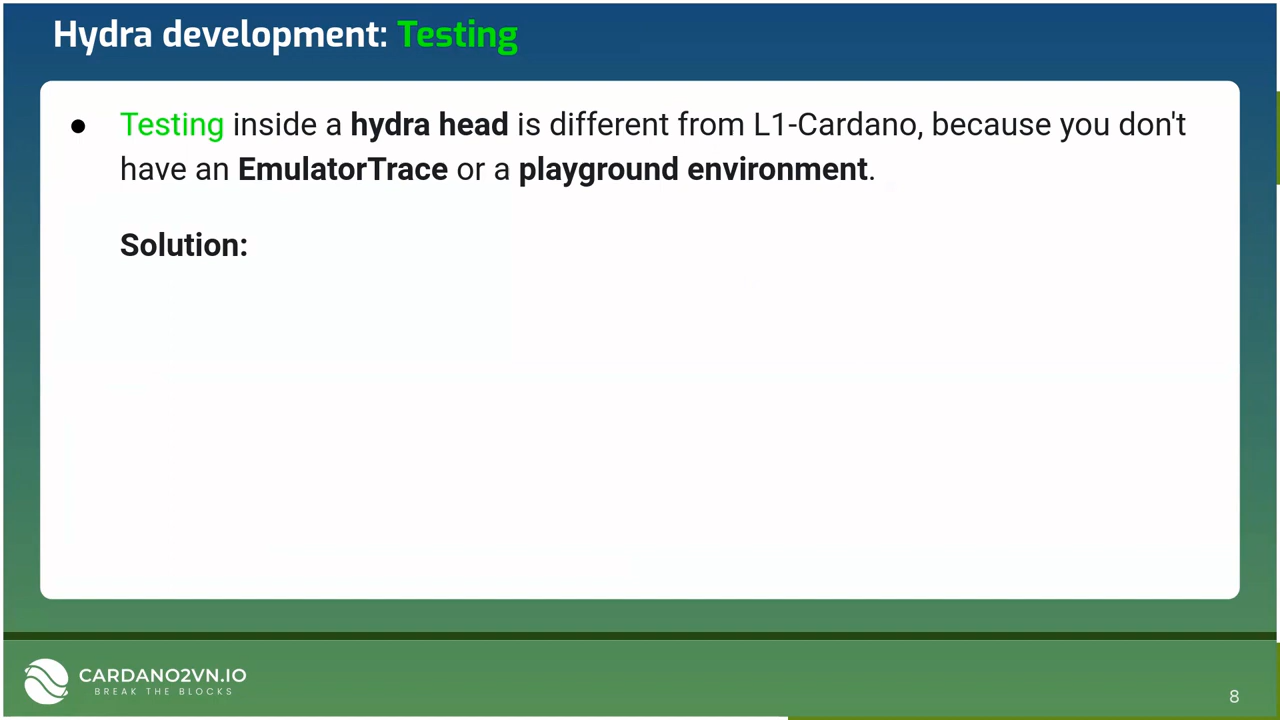 Hydra development: Testing
● Testing inside a hydra head is different from L1-Cardano, because you don't
have an EmulatorTrace or a playground environment.
Solution:
CARDANO2VN.IO
BREAK THE BLOCKS
8